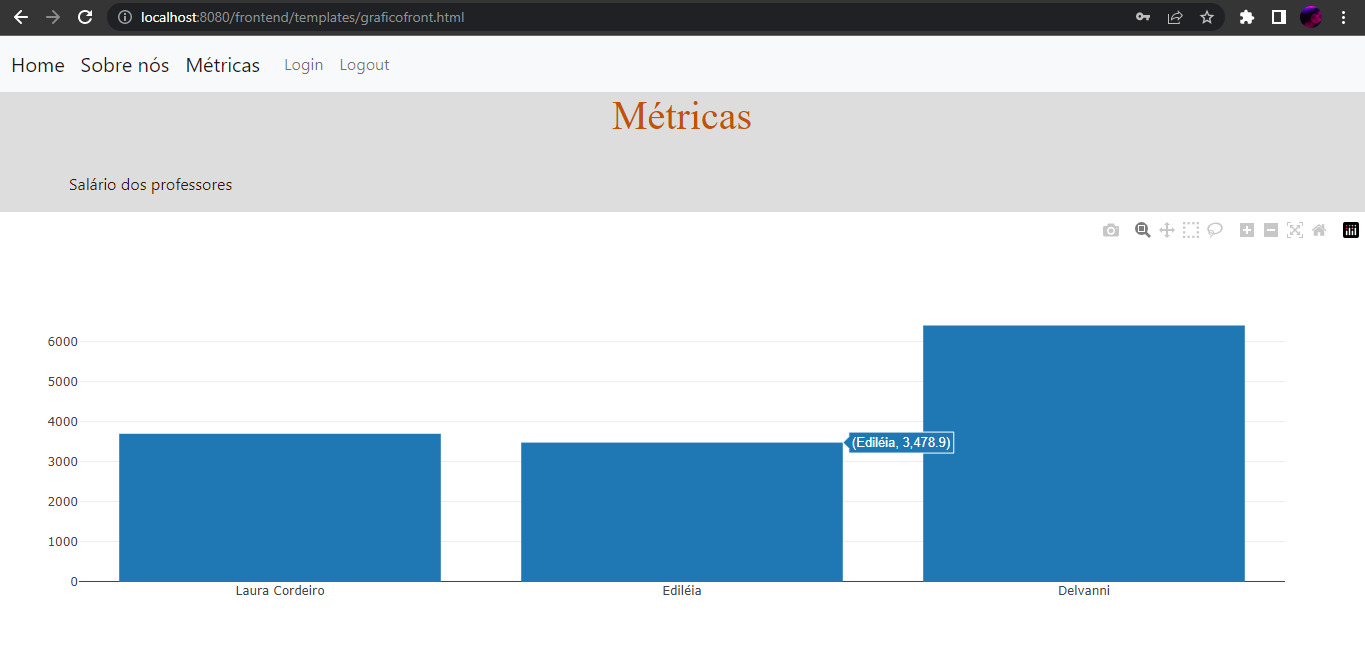 localhost:8080/frontend/templates/graficofront.html
Home Sobre nós Métricas Login Logout
Métricas
Salário dos professores
6000
5000
4000
(Ediléia, 3,478.9)
3000
2000
1000
0
Laura Cordeiro Ediléia Delvanni